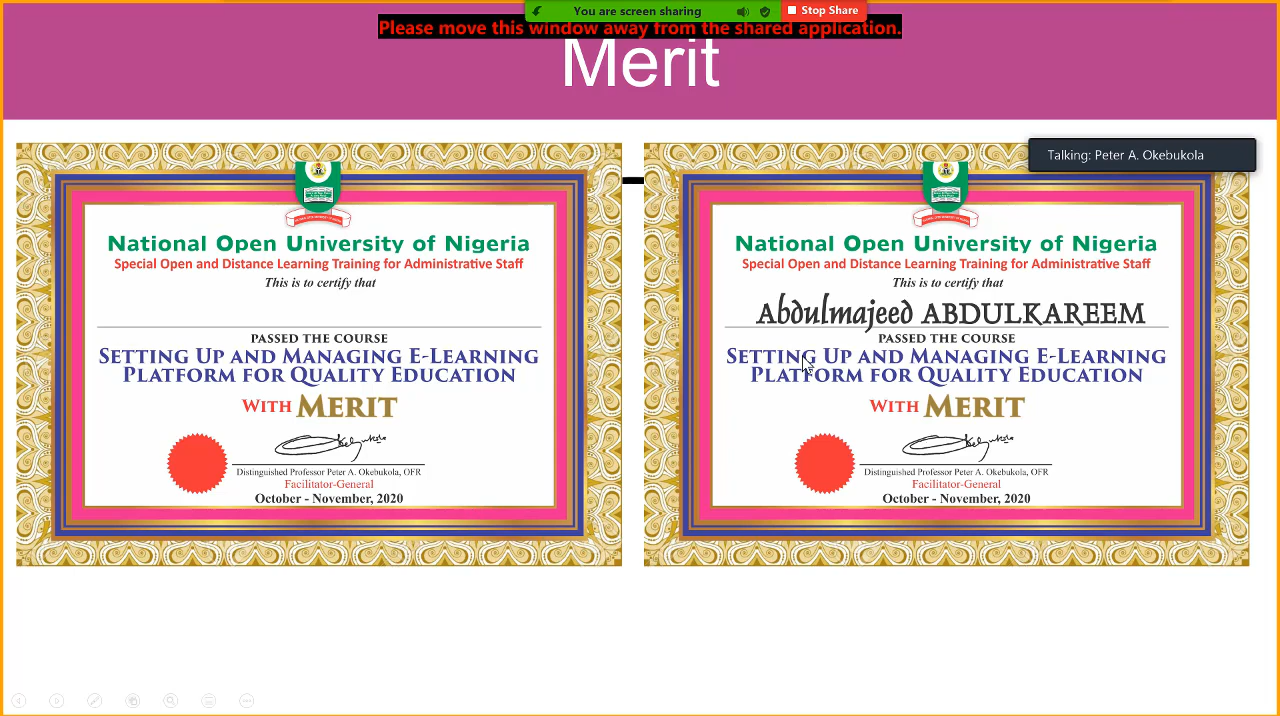 You are screen sharing
Stop Share
Please move this window away from the shared application.
Merit
Talking: Peter A. Okebukola
National Open University of Nigeria
Special Open and Distance Learning Training for Administrative Staff
This is to certify that
PASSED THE COURSE
SETTING UP AND MANAGING E-LEARNING
PLATFORM FOR QUALITY EDUCATION
WITH MERIT
Distinguished Professor Peter A. Okebukola, OFR
Facilitator-General
October - November, 2020
National Open University of Nigeria
Special Open and Distance Learning Training for Administrative Staff
This is to certify that
Abdulmajeed ABDULKAREEM
PASSED THE COURSE
SETTING UP AND MANAGING E-LEARNING
PLATFORM FOR QUALITY EDUCATION
WITH MERIT
Distinguished Professor Peter A. Okebukola, OFR
Facilitator-General
October - November, 2020